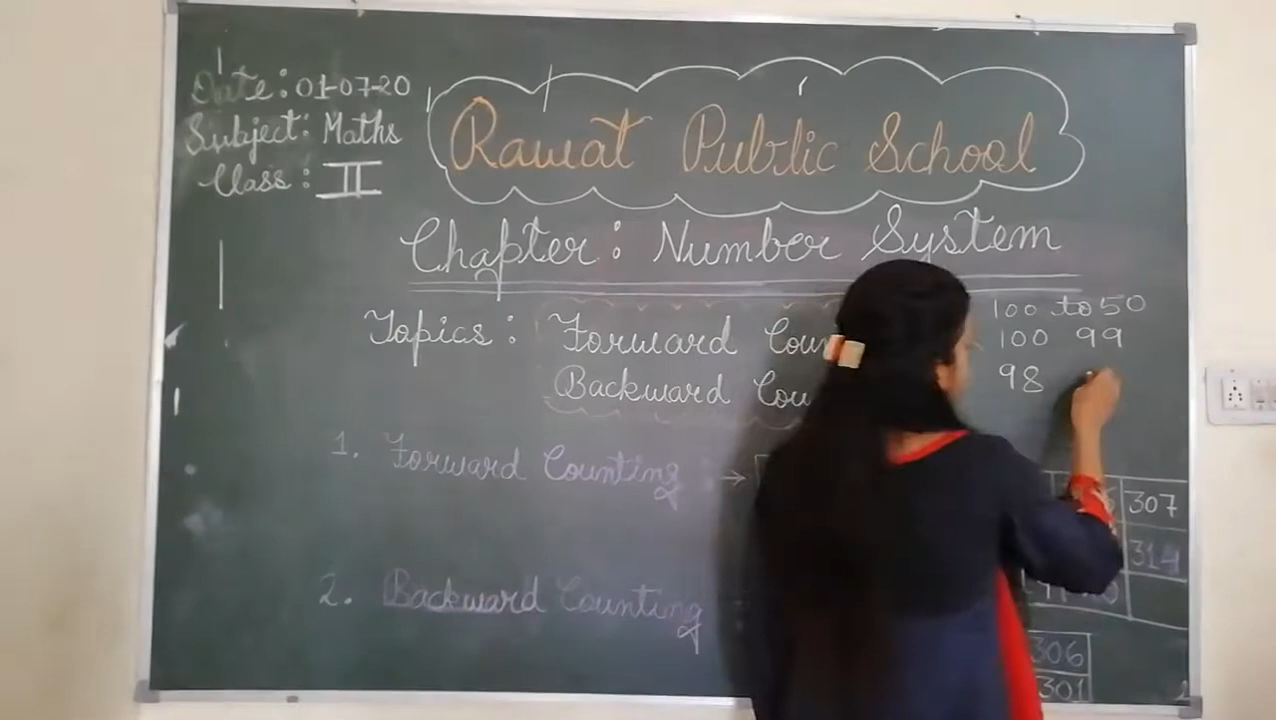 Date: 01-07-20
Subject: Maths
Class: II
Rawat Public School
Chapter: Number System
Topics: Forward
Backward
100 to 50
100 99
98
1. Forward Counting : →
307
314
2. Backward Counting
306
301